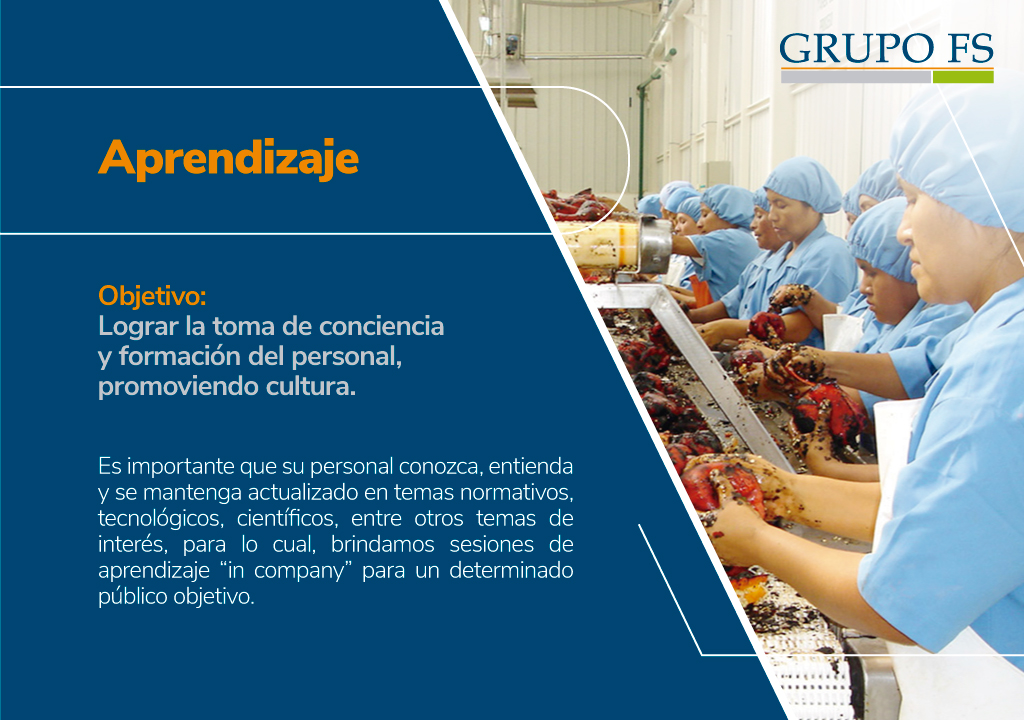 GRUPO FS
Aprendizaje
Objetivo:
Lograr la toma de conciencia
y formación del personal,
promoviendo cultura.
Es importante que su personal conozca, entienda
y se mantenga actualizado en temas normativos,
tecnológicos, científicos, entre otros temas de
interés, para lo cual, brindamos sesiones de
aprendizaje “in company” para un determinado
público objetivo.